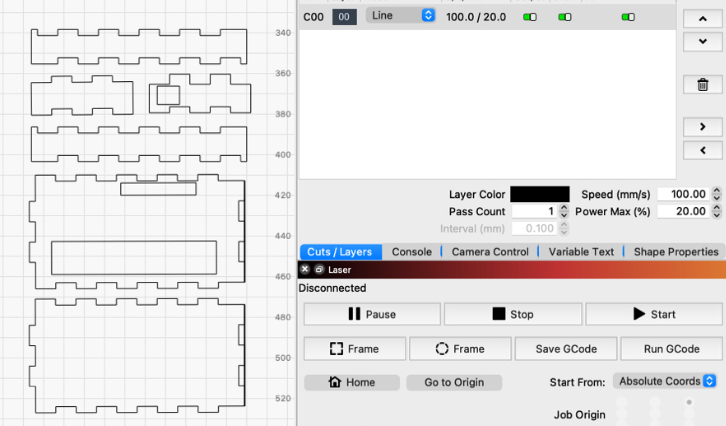 340
360
380
400
420
440
460
480
500
520
C00 00 Line 100.0 / 20.0
Layer Color Speed (mm/s) 100.00
Pass Count 1 Power Max (%) 20.00
Interval (mm) 0.100
Cuts / Layers Console Camera Control Variable Text Shape Properties
Laser
Disconnected
Pause Stop Start
Frame Frame Save GCode Run GCode
Home Go to Origin Start From: Absolute Coords
Job Origin